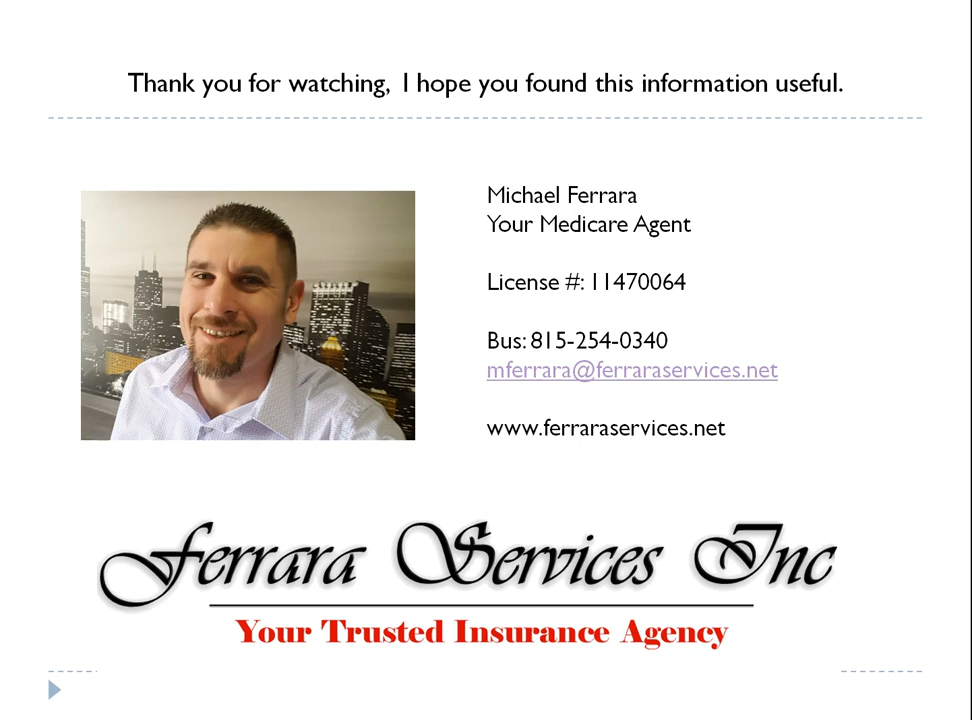 Thank you for watching,  I hope you found this information useful.
Michael Ferrara
Your Medicare Agent
License #: 11470064
Bus: 815-254-0340
mferrara@ferraraservices.net
www.ferraraservices.net
Ferrara Services Inc
Your Trusted Insurance Agency